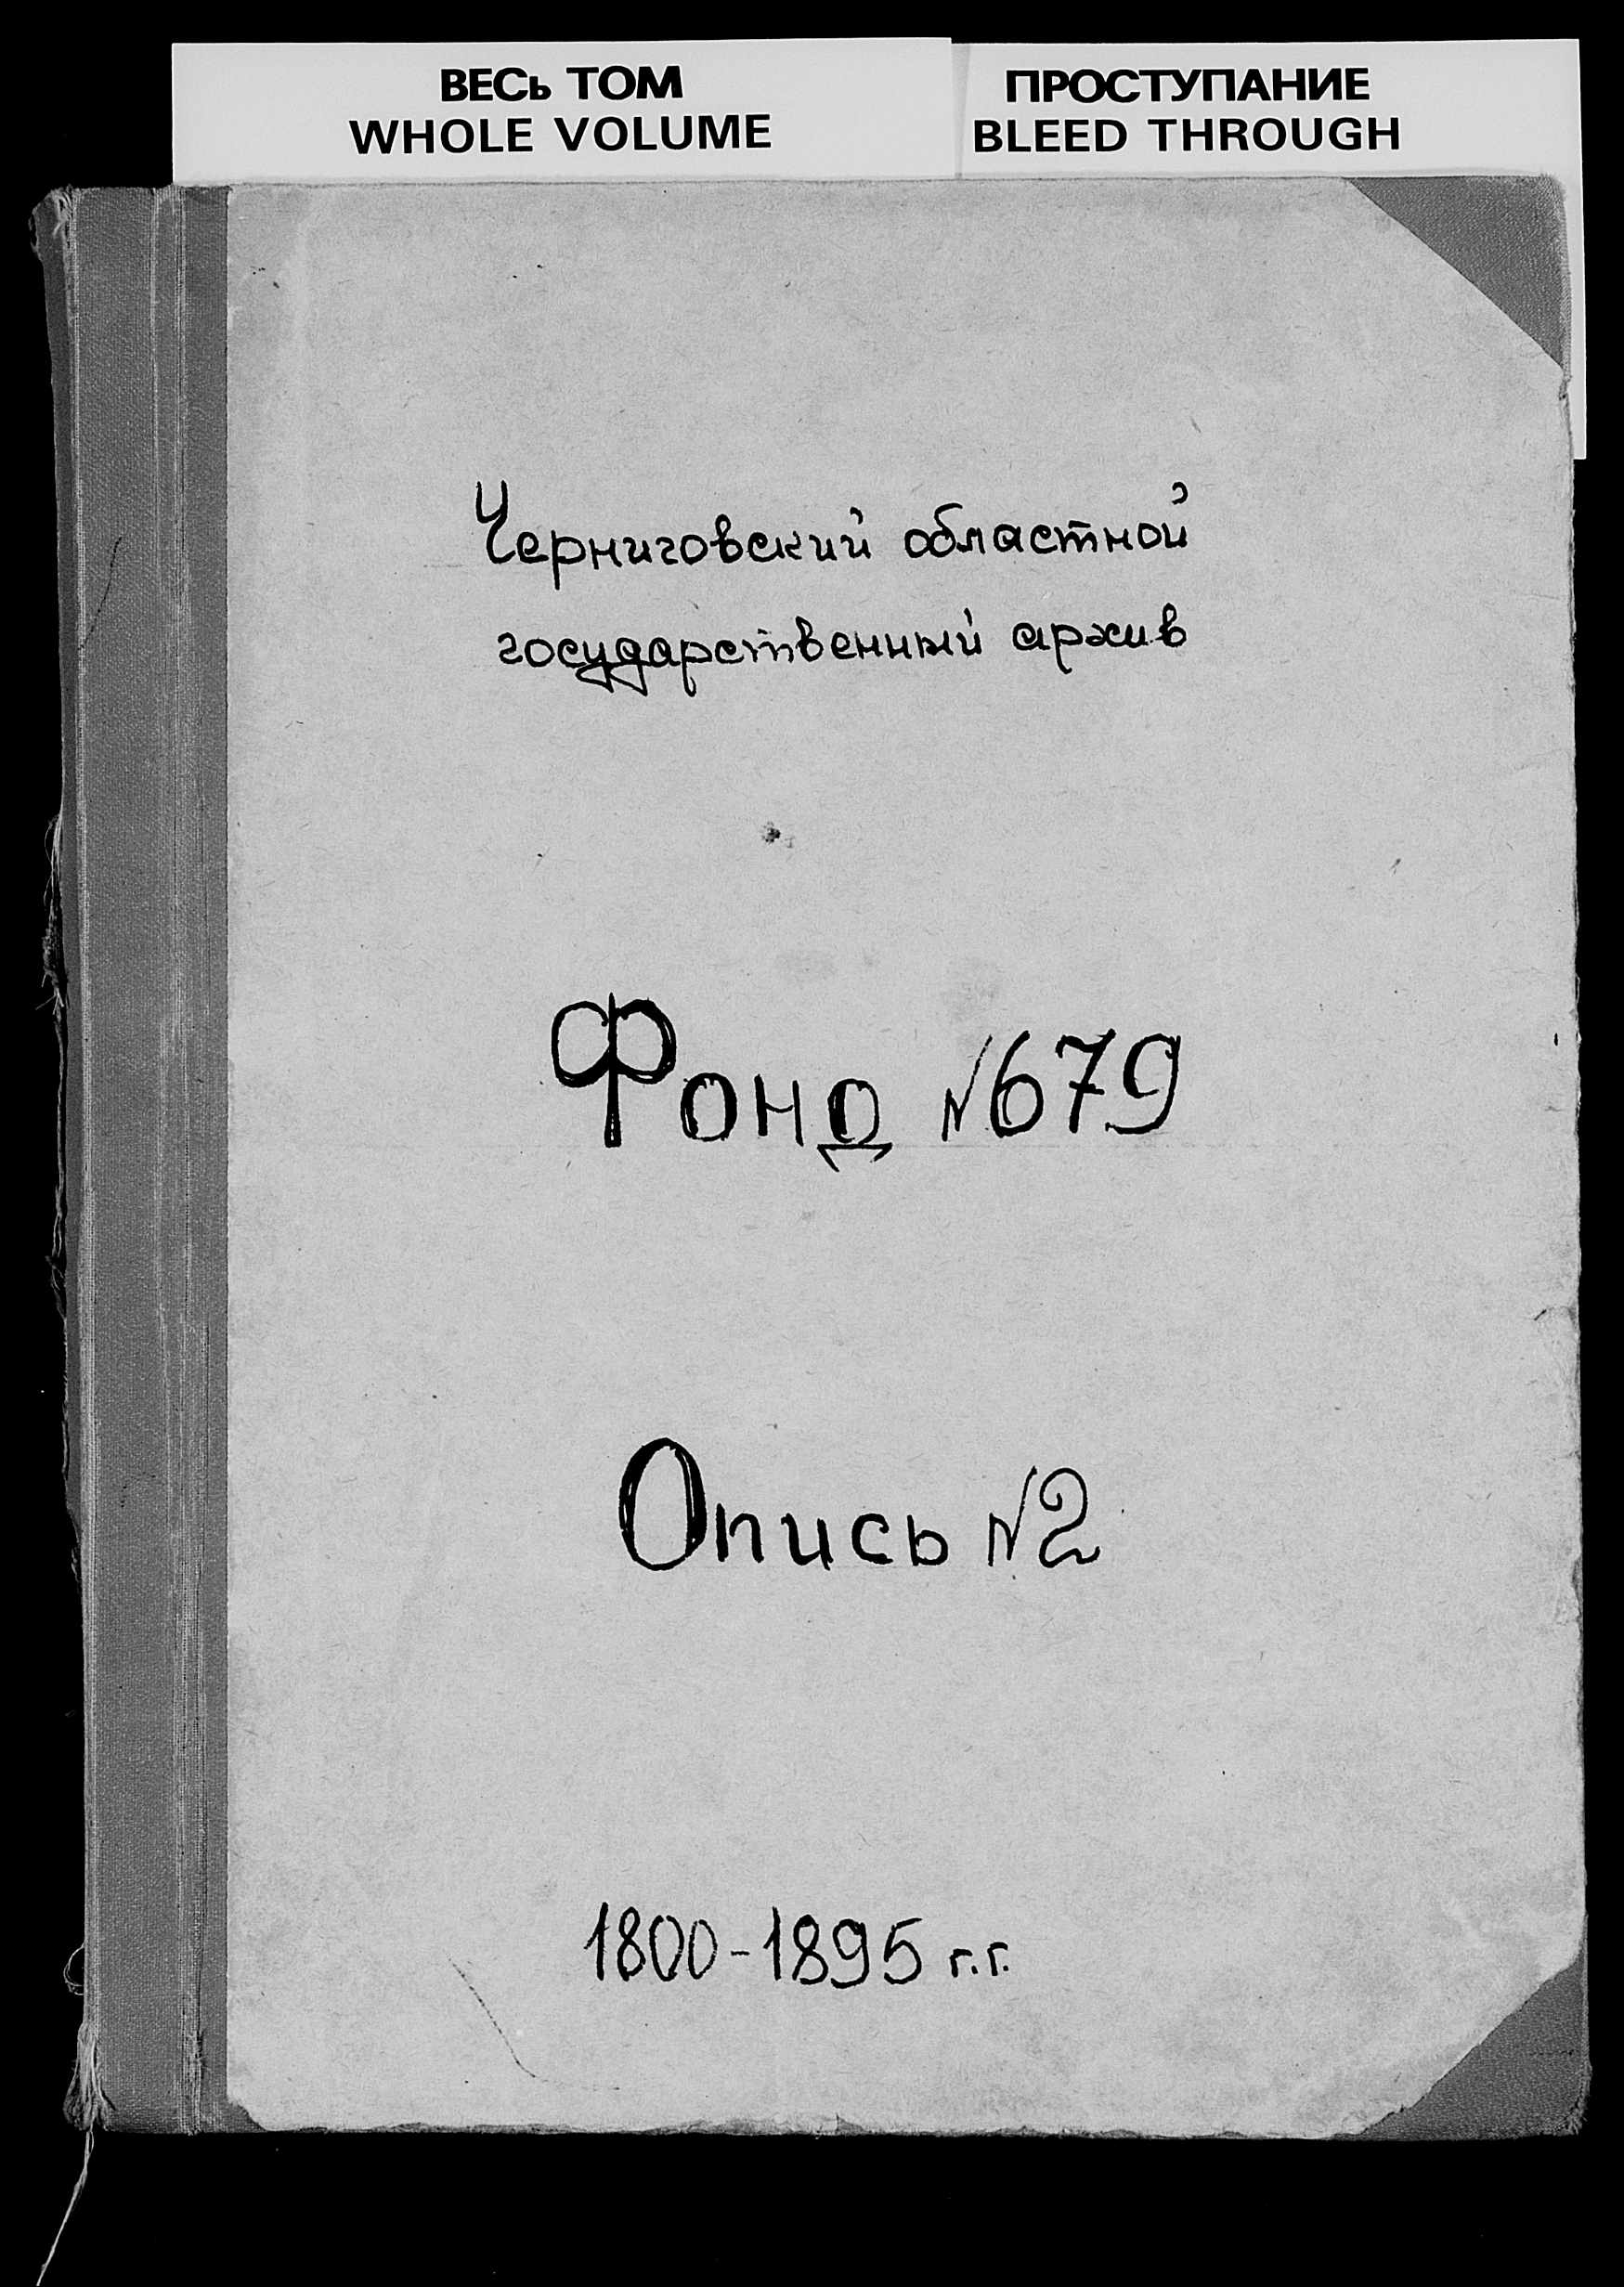 ВЕСЬ ТОМ
WHOLE VOLUME
ПРОСТУПАНИЕ
BLEED THROUGH
Черниговский областной
государственный архив
Фонд №679
Опись №2
1800-1895 г.г.